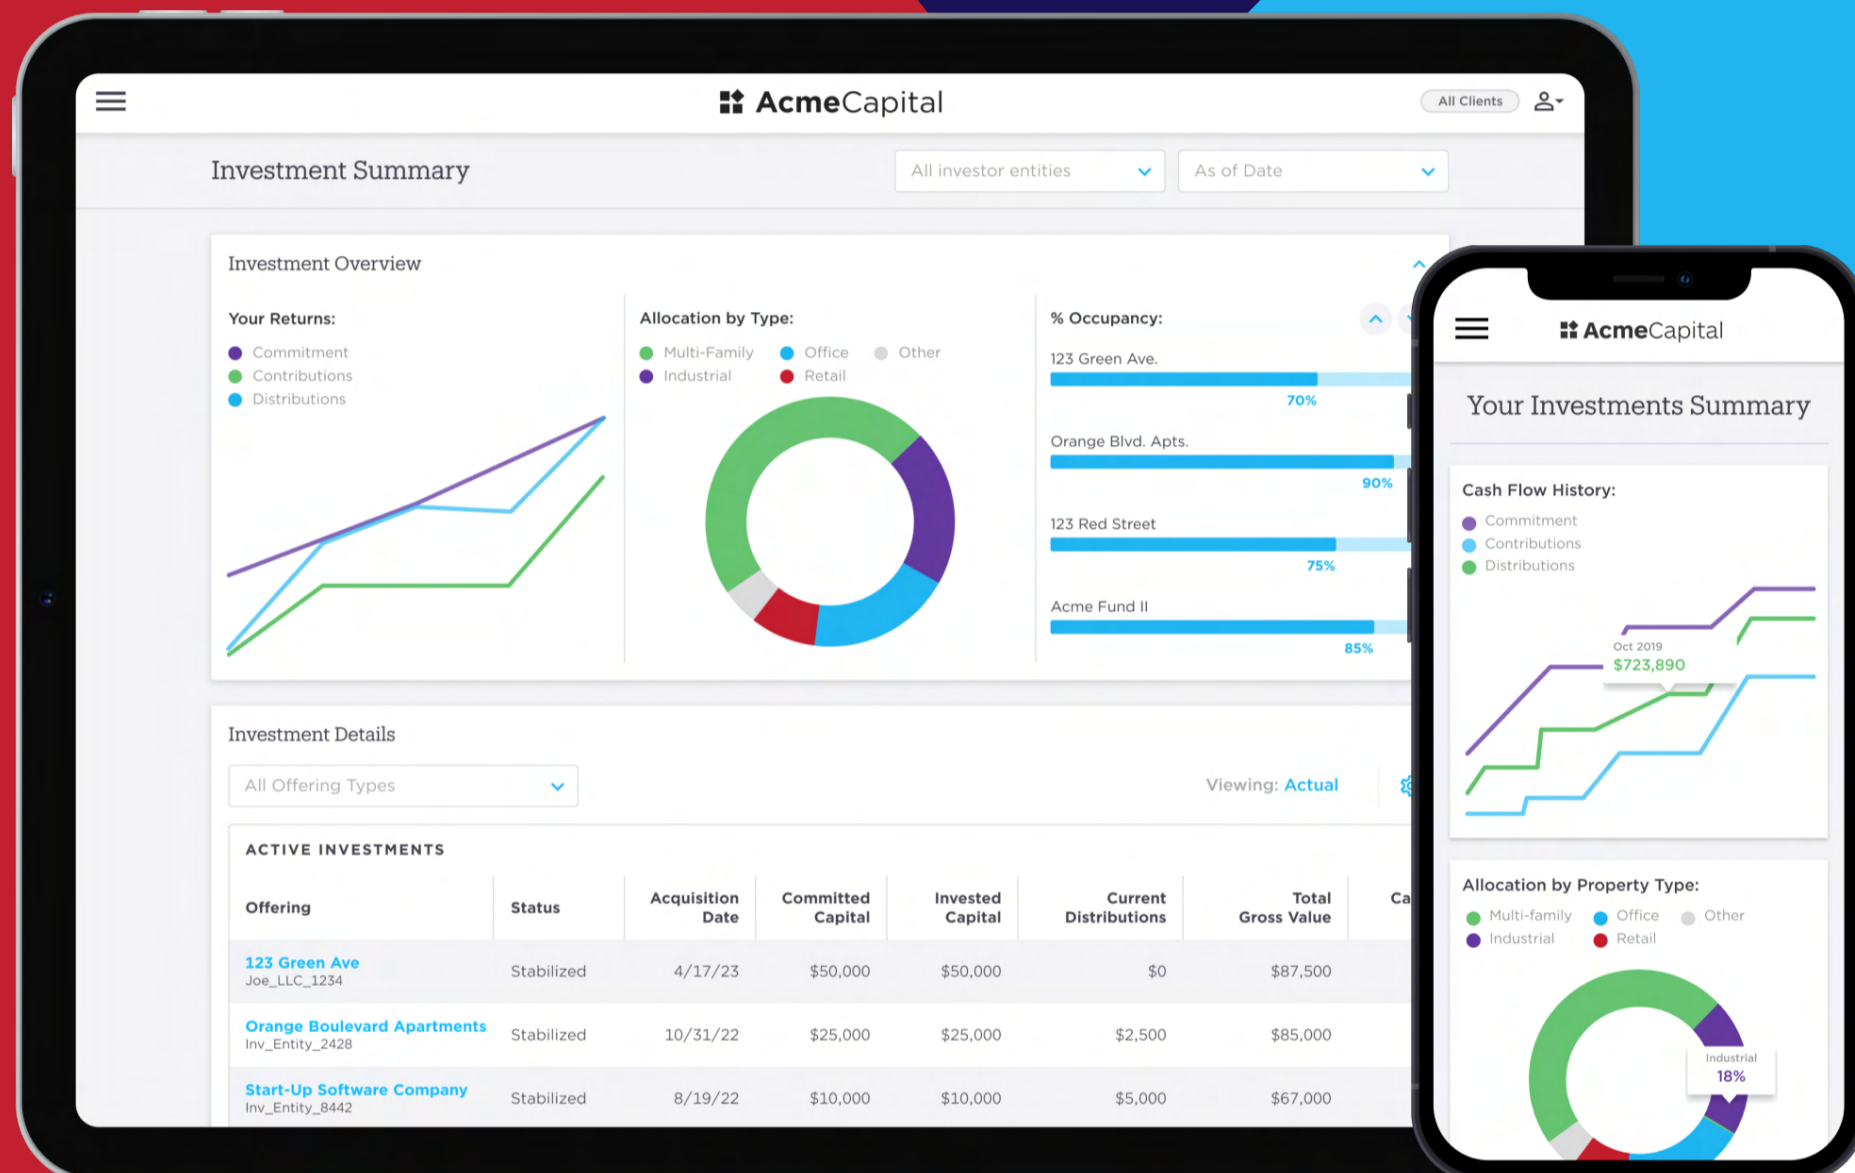 AcmeCapital
All Clients
Investment Summary
All investor entities
As of Date
Investment Overview
Your Returns:
Commitment
Contributions
Distributions
Allocation by Type:
Multi-Family Office Other
Industrial Retail
% Occupancy:
123 Green Ave.
70%
Orange Blvd. Apts.
90%
123 Red Street
75%
Acme Fund II
85%
Investment Details
All Offering Types
Viewing: Actual
ACTIVE INVESTMENTS
Offering Status Acquisition Date Committed Capital Invested Capital Current Distributions Total Gross Value
123 Green Ave Stabilized 4/17/23 $50,000 $50,000 $0 $87,500
Joe_LLC_1234
Orange Boulevard Apartments Stabilized 10/31/22 $25,000 $25,000 $2,500 $85,000
Inv_Entity_2428
Start-Up Software Company Stabilized 8/19/22 $10,000 $10,000 $5,000 $67,000
Inv_Entity_8442
AcmeCapital
Your Investments Summary
Cash Flow History:
Commitment
Contributions
Distributions
Oct 2019
$723,890
Allocation by Property Type:
Multi-family Office Other
Industrial Retail
Industrial
18%